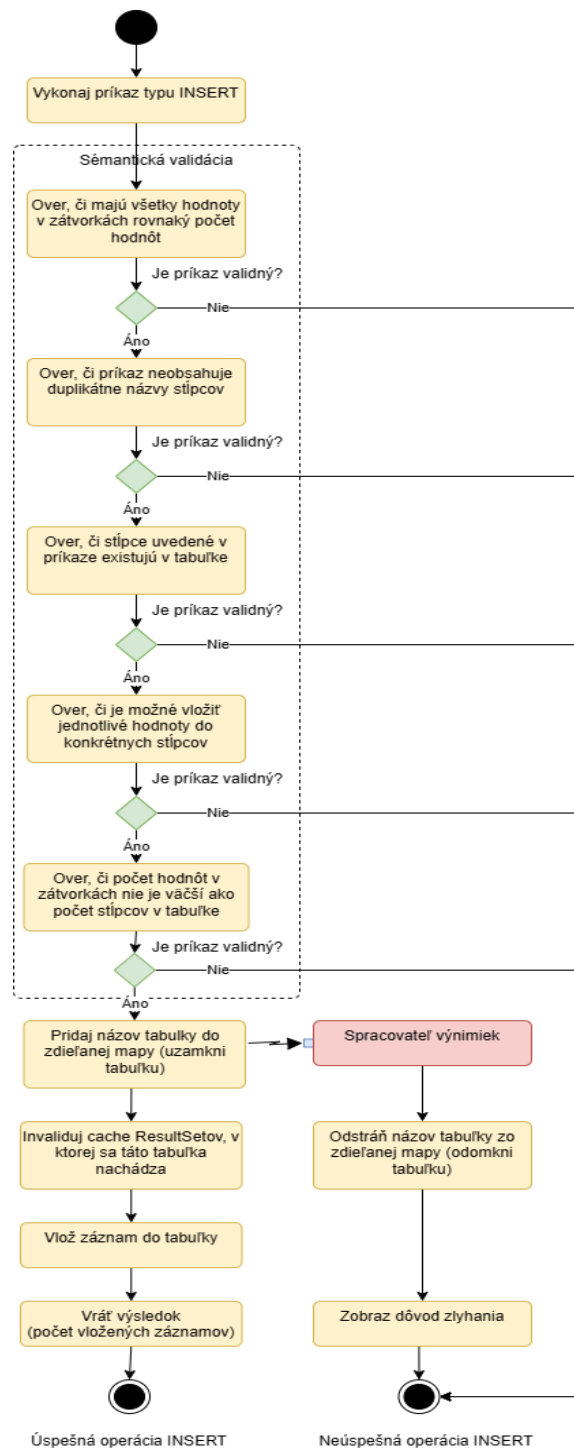 Vykonaj príkaz typu INSERT
Sémantická validácia
Over, či majú všetky hodnoty
v zátvorkách rovnaký počet
hodnôt
Je príkaz validný?
Nie
Áno
Over, či príkaz neobsahuje
duplikátne názvy stĺpcov
Je príkaz validný?
Nie
Áno
Over, či stĺpce uvedené v
príkaze existujú v tabuľke
Je príkaz validný?
Nie
Áno
Over, či je možné vložiť
jednotlivé hodnoty do
konkrétnych stĺpcov
Je príkaz validný?
Nie
Áno
Over, či počet hodnôt v
zátvorkách nie je väčší ako
počet stĺpcov v tabuľke
Je príkaz validný?
Nie
Áno
Pridaj názov tabulky do
zdieľanej mapy (uzamkni
tabuľku)
Spracovateľ výnimiek
Invaliduj cache ResultSetov, v
ktorej sa táto tabuľka
nachádza
Odstráň názov tabuľky zo
zdieľanej mapy (odomkni
tabuľku)
Vlož záznam do tabuľky
Vráť výsledok
(počet vložených záznamov)
Zobraz dôvod zlyhania
Úspešná operácia INSERT
Neúspešná operácia INSERT